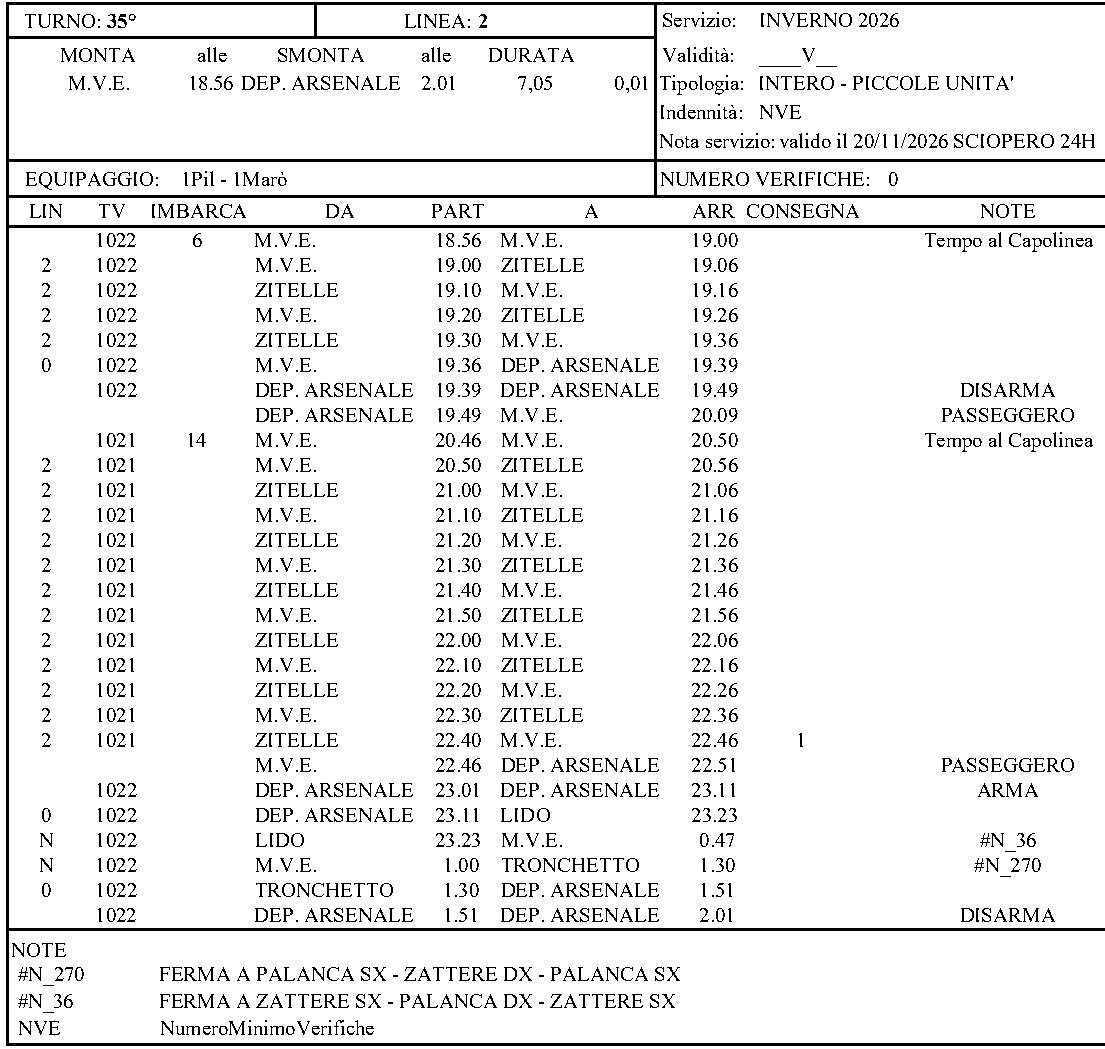 TURNO: 35° LINEA: 2 Servizio: INVERNO 2026
MONTA alle SMONTA alle DURATA Validità: ____V__
M.V.E. 18.56 DEP. ARSENALE 2.01 7,05 0,01 Tipologia: INTERO - PICCOLE UNITA'
Indennità: NVE
Nota servizio: valido il 20/11/2026 SCIOPERO 24H
EQUIPAGGIO: 1Pil - 1Marò NUMERO VERIFICHE: 0
LIN TV IMBARCA DA PART A ARR CONSEGNA NOTE
1022 6 M.V.E. 18.56 M.V.E. 19.00 Tempo al Capolinea
2 1022 M.V.E. 19.00 ZITELLE 19.06
2 1022 ZITELLE 19.10 M.V.E. 19.16
2 1022 M.V.E. 19.20 ZITELLE 19.26
2 1022 ZITELLE 19.30 M.V.E. 19.36
0 1022 M.V.E. 19.36 DEP. ARSENALE 19.39
1022 DEP. ARSENALE 19.39 DEP. ARSENALE 19.49 DISARMA
DEP. ARSENALE 19.49 M.V.E. 20.09 PASSEGGERO
1021 14 M.V.E. 20.46 M.V.E. 20.50 Tempo al Capolinea
2 1021 M.V.E. 20.50 ZITELLE 20.56
2 1021 ZITELLE 21.00 M.V.E. 21.06
2 1021 M.V.E. 21.10 ZITELLE 21.16
2 1021 ZITELLE 21.20 M.V.E. 21.26
2 1021 M.V.E. 21.30 ZITELLE 21.36
2 1021 ZITELLE 21.40 M.V.E. 21.46
2 1021 M.V.E. 21.50 ZITELLE 21.56
2 1021 ZITELLE 22.00 M.V.E. 22.06
2 1021 M.V.E. 22.10 ZITELLE 22.16
2 1021 ZITELLE 22.20 M.V.E. 22.26
2 1021 M.V.E. 22.30 ZITELLE 22.36
2 1021 ZITELLE 22.40 M.V.E. 22.46 1
M.V.E. 22.46 DEP. ARSENALE 22.51 PASSEGGERO
1022 DEP. ARSENALE 23.01 DEP. ARSENALE 23.11 ARMA
0 1022 DEP. ARSENALE 23.11 LIDO 23.23
N 1022 LIDO 23.23 M.V.E. 0.47 #N_36
N 1022 M.V.E. 1.00 TRONCHETTO 1.30 #N_270
0 1022 TRONCHETTO 1.30 DEP. ARSENALE 1.51
1022 DEP. ARSENALE 1.51 DEP. ARSENALE 2.01 DISARMA
NOTE
#N_270 FERMA A PALANCA SX - ZATTERE DX - PALANCA SX
#N_36 FERMA A ZATTERE SX - PALANCA DX - ZATTERE SX
NVE NumeroMinimoVerifiche